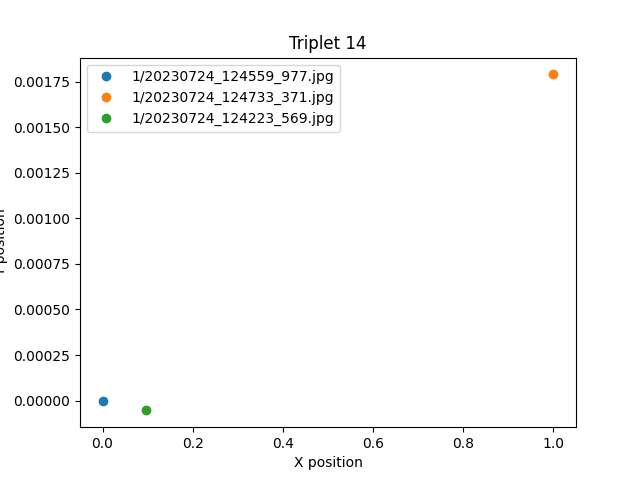 Triplet 14
1/20230724_124559_977.jpg
1/20230724_124733_371.jpg
1/20230724_124223_569.jpg
0.00175
0.00150
0.00125
0.00100
0.00075
0.00050
0.00025
0.00000
0.0 0.2 0.4 0.6 0.8 1.0
X position